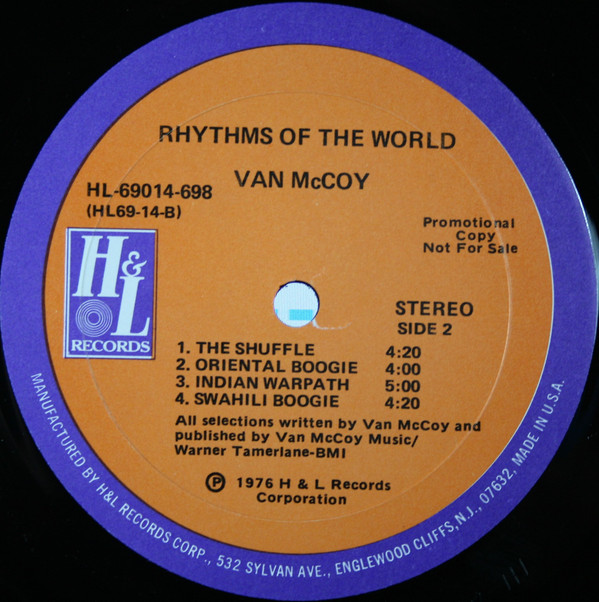 RHYTHMS OF THE WORLD
VAN McCOY
HL-69014-698
(HL69-14-B)
Promotional
Copy
Not For Sale
H&L
RECORDS
STEREO
SIDE 2
1. THE SHUFFLE 4:20
2. ORIENTAL BOOGIE 4:00
3. INDIAN WARPATH 5:00
4. SWAHILI BOOGIE 4:20
All selections written by Van McCoy and
published by Van McCoy Music/
Warner Tamerlane-BMI
Ⓟ 1976 H & L Records
Corporation
MANUFACTURED BY H&L RECORDS CORP., 532 SYLVAN AVE., ENGLEWOOD CLIFFS, N.J., 07632, MADE IN U.S.A.